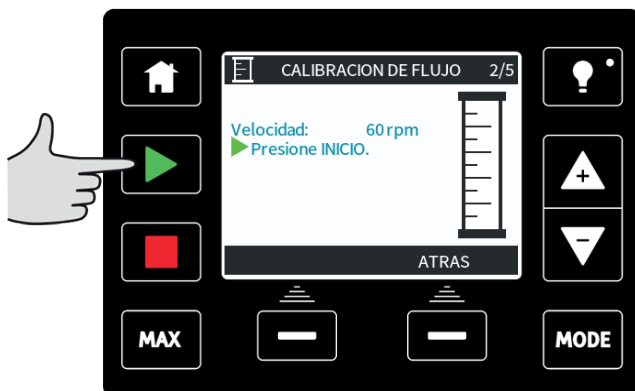 CALIBRACION DE FLUJO 2/5
Velocidad: 60 rpm
Presione INICIO.
ATRAS
MAX
MODE